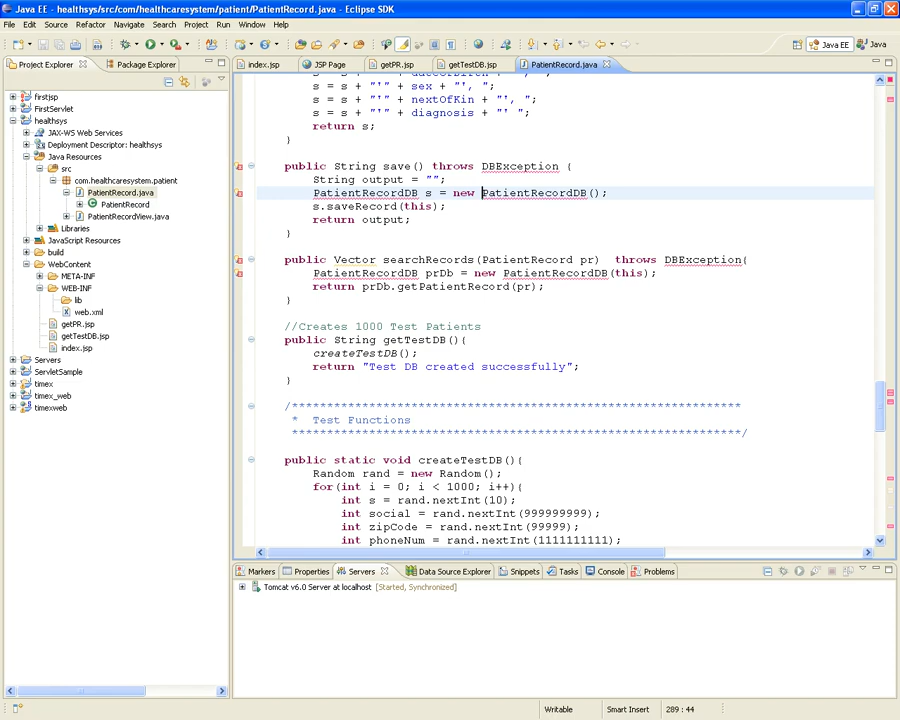 Java EE - healthsys/src/com/healthcaresystem/patient/PatientRecord.java - Eclipse SDK
File Edit Source Refactor Navigate Search Project Run Window Help
Java EE Java
Project Explorer Package Explorer
index.jsp JSP Page getPR.jsp getTestDB.jsp PatientRecord.java
firstjsp
FirstServlet
healthsys
JAX-WS Web Services
Deployment Descriptor: healthsys
Java Resources
src
com.healthcaresystem.patient
PatientRecord.java
PatientRecord
PatientRecordView.java
Libraries
JavaScript Resources
build
WebContent
META-INF
WEB-INF
lib
web.xml
getPR.jsp
getTestDB.jsp
index.jsp
Servers
ServletSample
timex
timex_web
timexweb
s = s + "'" + sex + "', ";
s = s + "'" + nextOfKin + "', ";
s = s + "'" + diagnosis + "' ";
return s;
}
public String save() throws DBException {
String output = "";
PatientRecordDB s = new PatientRecordDB();
s.saveRecord(this);
return output;
}
public Vector searchRecords(PatientRecord pr)  throws DBException{
PatientRecordDB prDb = new PatientRecordDB(this);
return prDb.getPatientRecord(pr);
}
//Creates 1000 Test Patients
public String getTestDB(){
createTestDB();
return "Test DB created successfully";
}
/****************************************************************
*  Test Functions
****************************************************************/
public static void createTestDB(){
Random rand = new Random();
for(int i = 0; i < 1000; i++){
int s = rand.nextInt(10);
int social = rand.nextInt(999999999);
int zipCode = rand.nextInt(99999);
int phoneNum = rand.nextInt(1111111111);
Markers Properties Servers Data Source Explorer Snippets Tasks Console Problems
Tomcat v6.0 Server at localhost [Started, Synchronized]
Writable Smart Insert 289 : 44